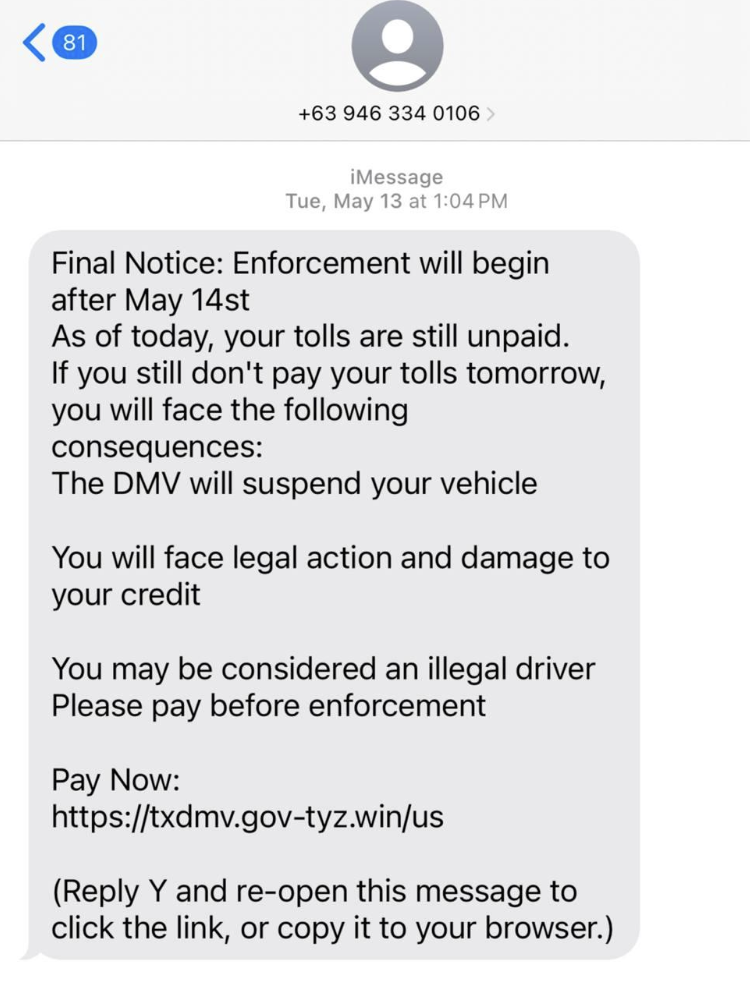 81
+63 946 334 0106
iMessage
Tue, May 13 at 1:04 PM
Final Notice: Enforcement will begin
after May 14st
As of today, your tolls are still unpaid.
If you still don't pay your tolls tomorrow,
you will face the following
consequences:
The DMV will suspend your vehicle
You will face legal action and damage to
your credit
You may be considered an illegal driver
Please pay before enforcement
Pay Now:
https://txdmv.gov-tyz.win/us
(Reply Y and re-open this message to
click the link, or copy it to your browser.)